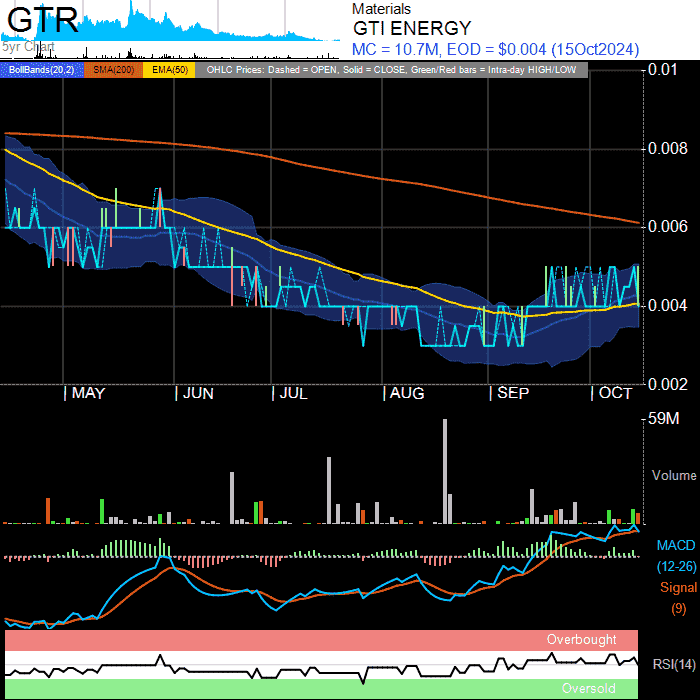 GTR
5yr Chart
Materials
GTI ENERGY
MC = 10.7M, EOD = $0.004 (15Oct2024)
BollBands(20,2) SMA(200) EMA(50) OHLC Prices: Dashed = OPEN, Solid = CLOSE, Green/Red bars = Intra-day HIGH/LOW
0.01
0.008
0.006
0.004
0.002
| MAY | JUN | JUL | AUG | SEP | OCT
59M
Volume
MACD
(12-26)
Signal
(9)
Overbought
RSI(14)
Oversold